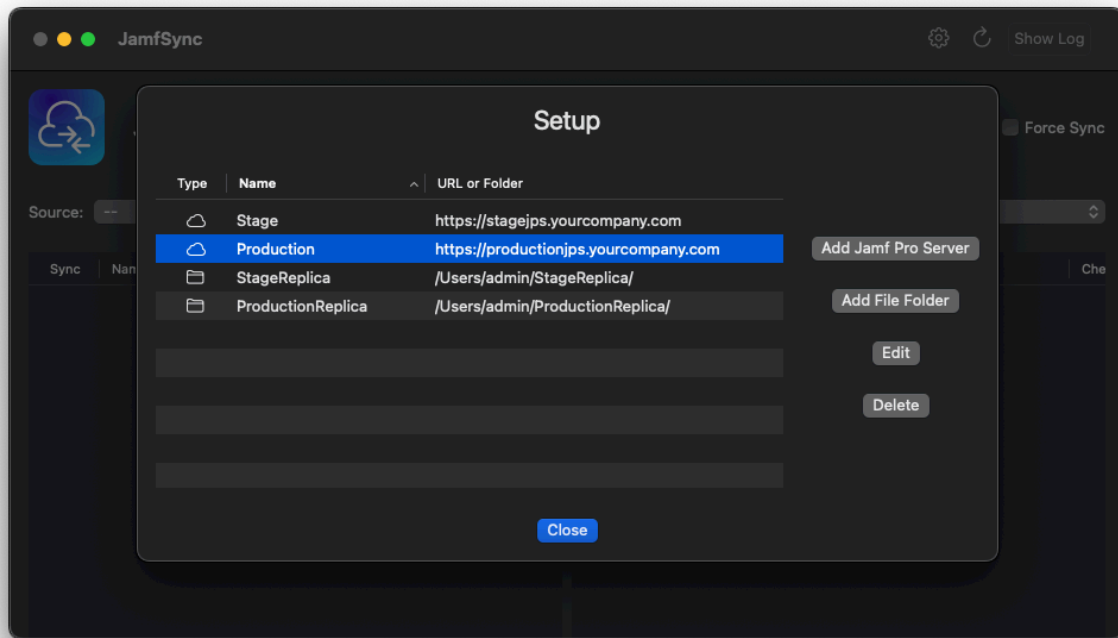 JamfSync
Show Log
Setup
Force Sync
Type Name URL or Folder
Source: --
Stage https://stagejps.yourcompany.com
Production https://productionjps.yourcompany.com
Add Jamf Pro Server
Sync Nam
Che
StageReplica /Users/admin/StageReplica/
ProductionReplica /Users/admin/ProductionReplica/
Add File Folder
Edit
Delete
Close